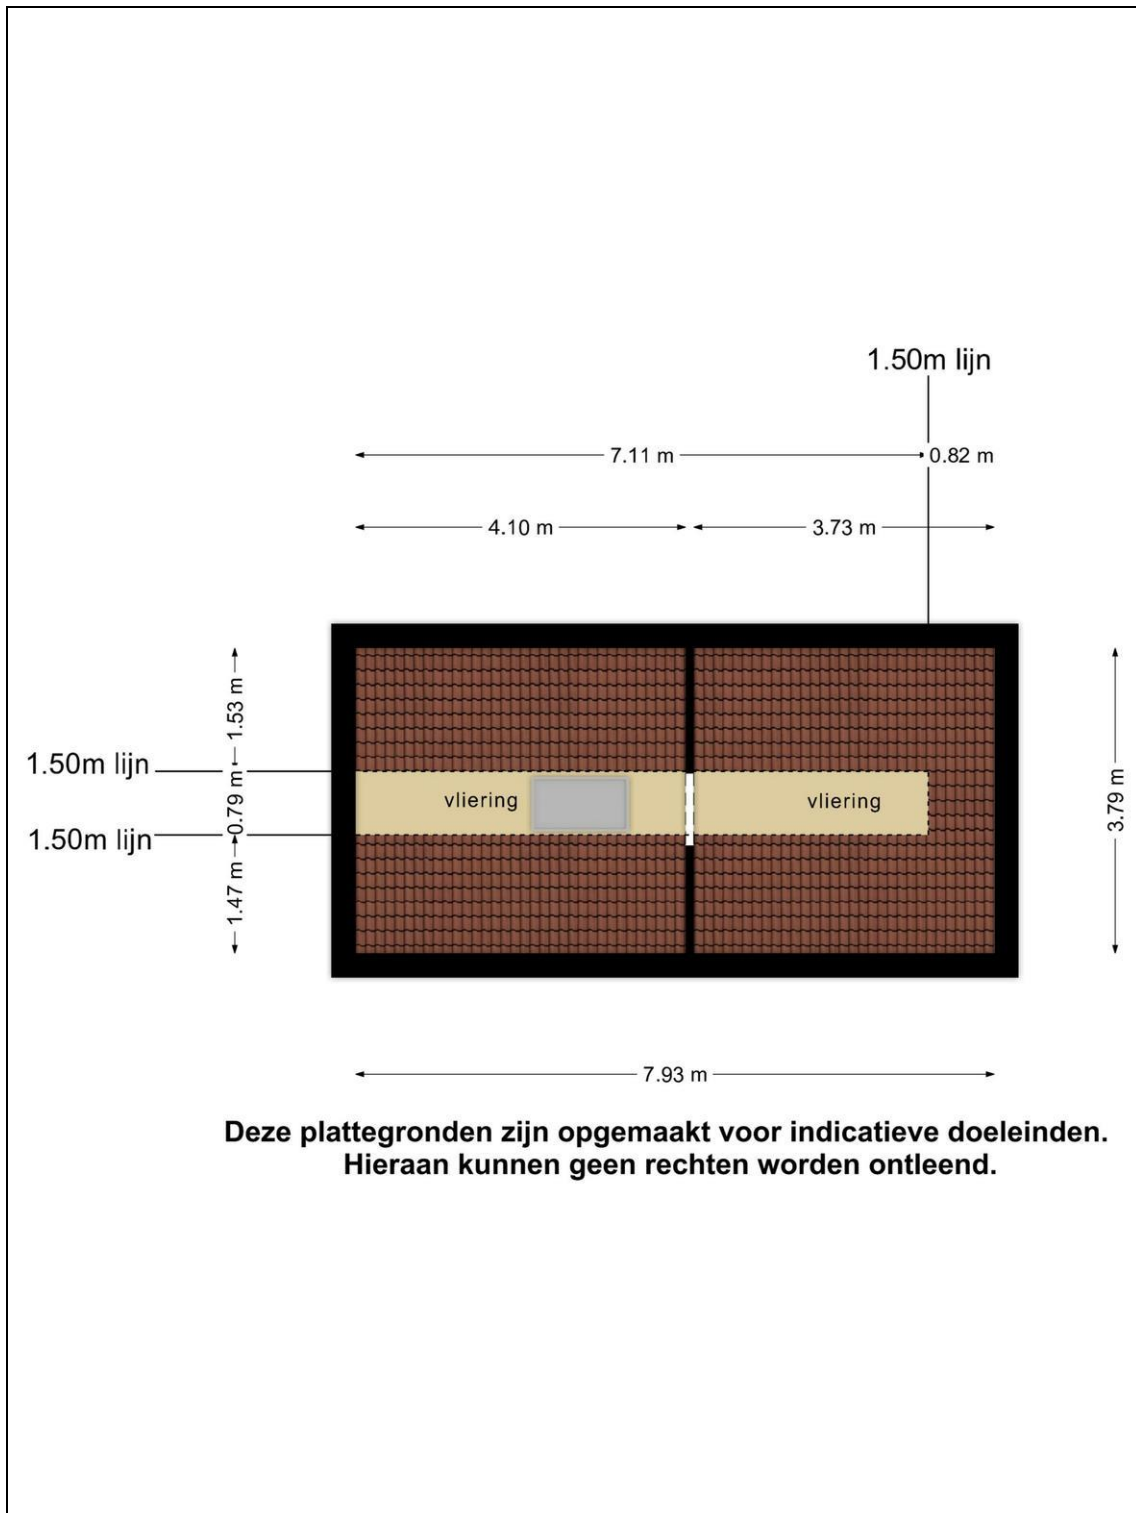 1.50m lijn
7.11 m
0.82 m
4.10 m
3.73 m
1.53 m
1.50m lijn
0.79 m
vliering
vliering
3.79 m
1.50m lijn
1.47 m
7.93 m
Deze plattegronden zijn opgemaakt voor indicatieve doeleinden.
Hieraan kunnen geen rechten worden ontleend.